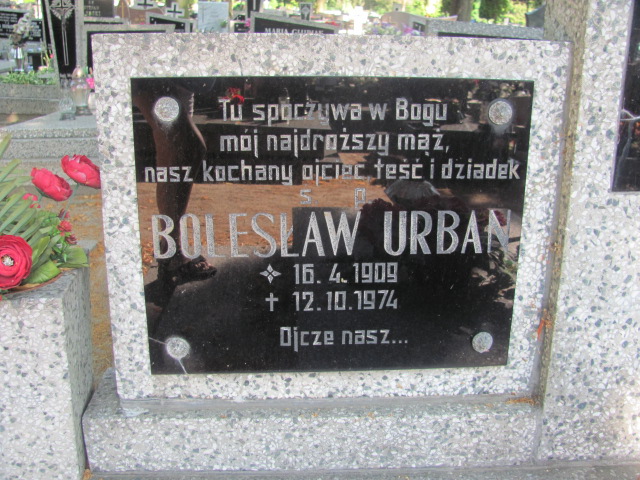 Tu spoczywa w Bogu
mój najdroższy mąż,
nasz kochany ojciec teść i dziadek
BOLESŁAW URBAN
16. 4. 1909
12. 10. 1974
Ojcze nasz...